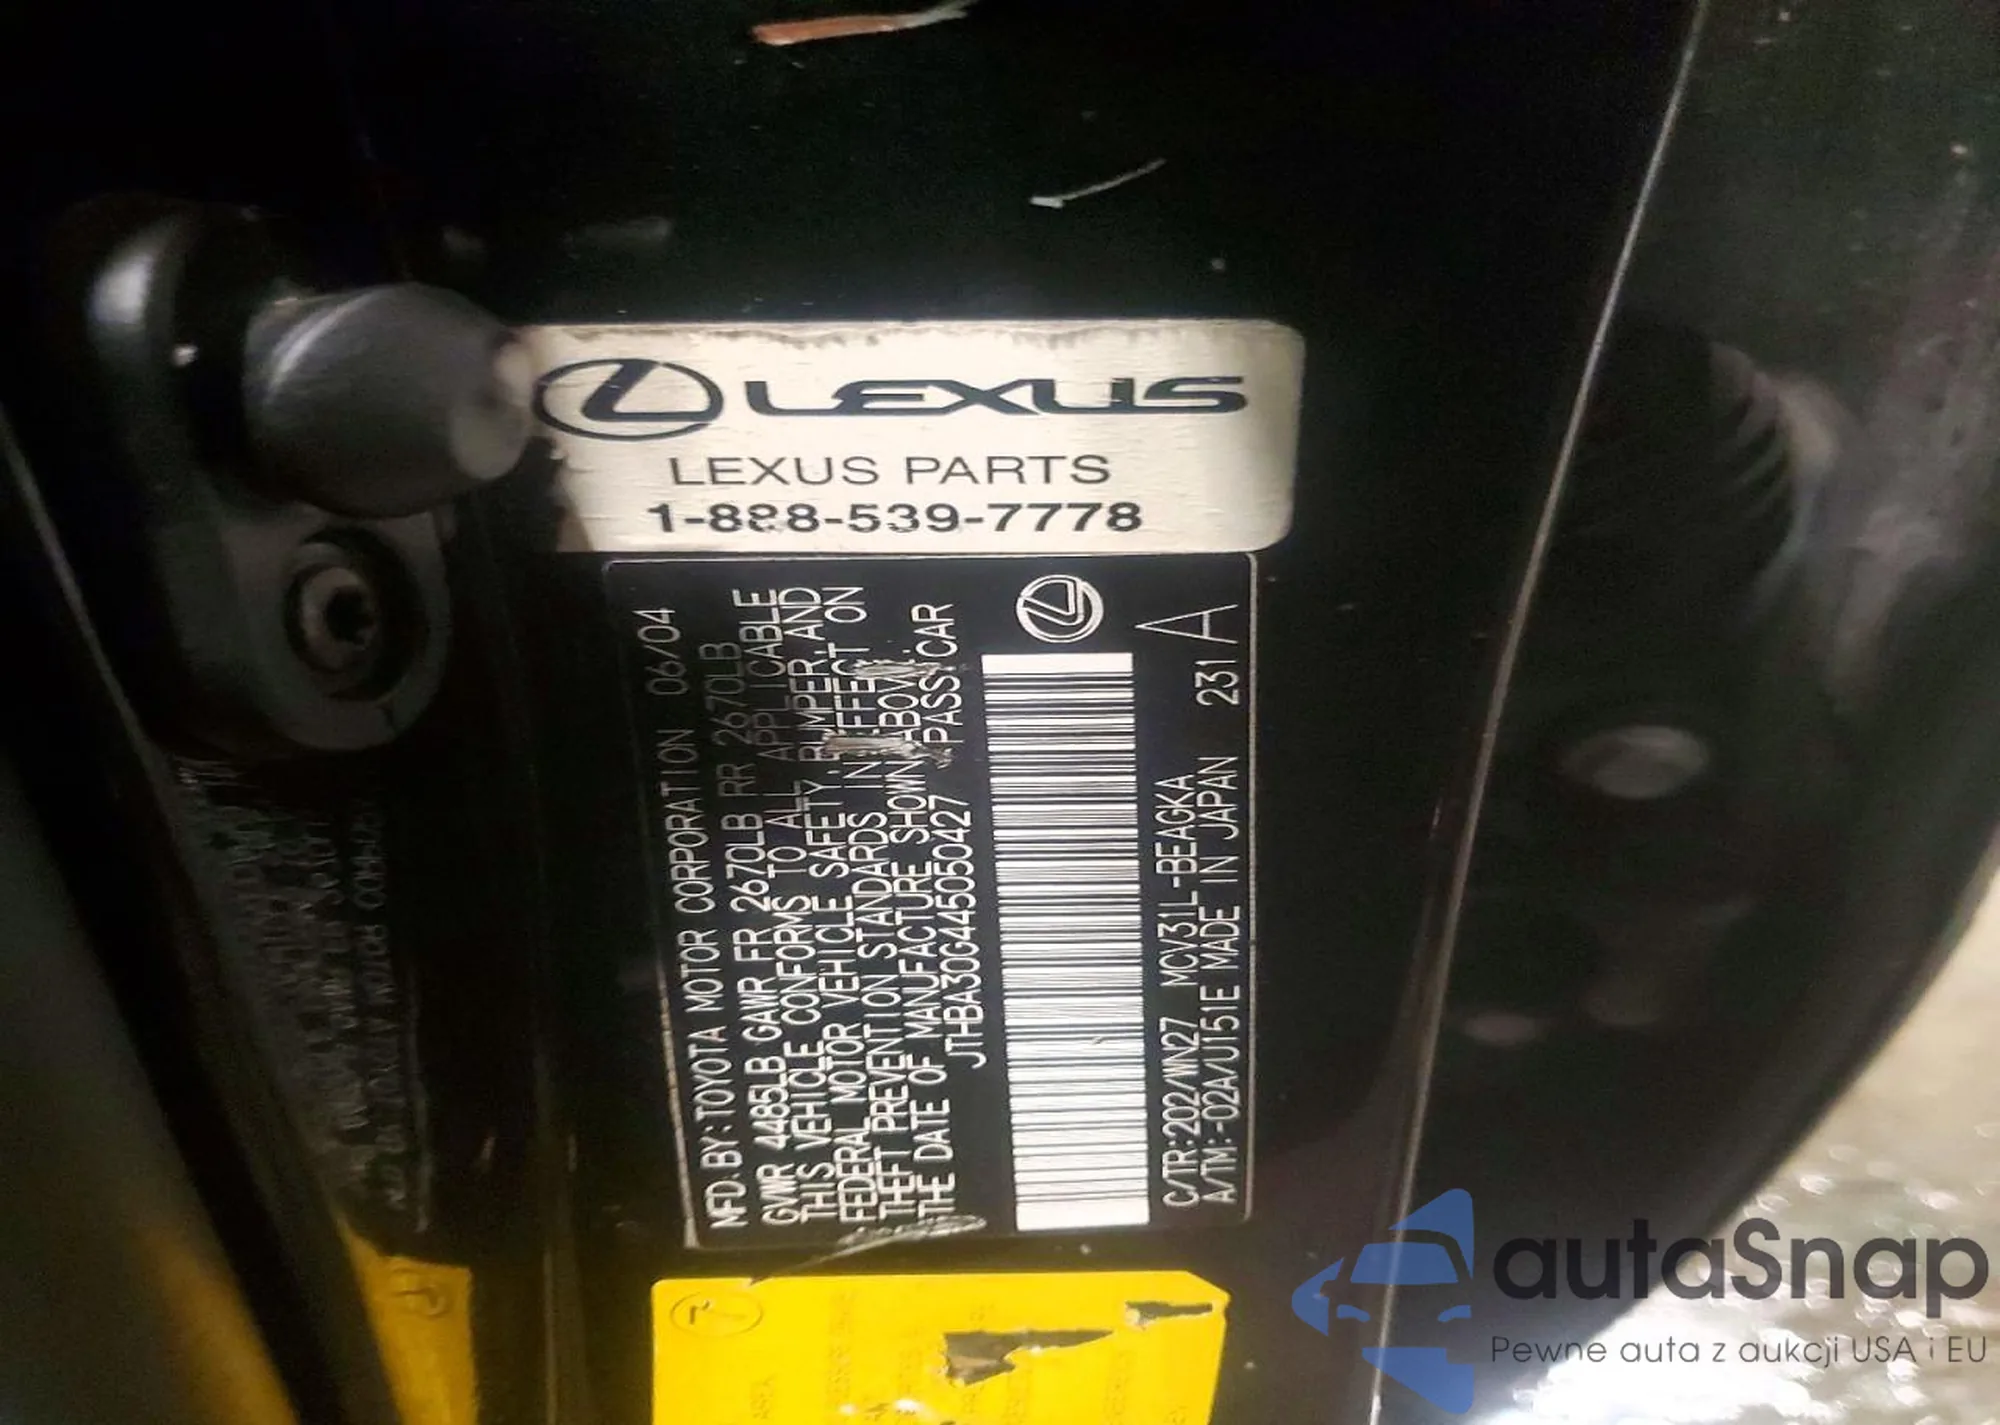 LEXUS
LEXUS PARTS
1-888-539-7778
MFD. BY: TOYOTA MOTOR CORPORATION 06/04
GVWR 4485LB GAWR FR 2670LB RR 2670LB
THIS VEHICLE CONFORMS TO ALL APPLICABLE
FEDERAL MOTOR VEHICLE SAFETY, BUMPER, AND
THEFT PREVENTION STANDARDS IN EFFECT ON
THE DATE OF MANUFACTURE SHOWN ABOVE.
JTHBA30G445050427 PASS. CAR
C/TR:202/WN27 MCV31L-BEAGKA 231 A
A/TM:-02A/U151E MADE IN JAPAN
AREA
autaSnap
Pewne auta z aukcji USA i EU